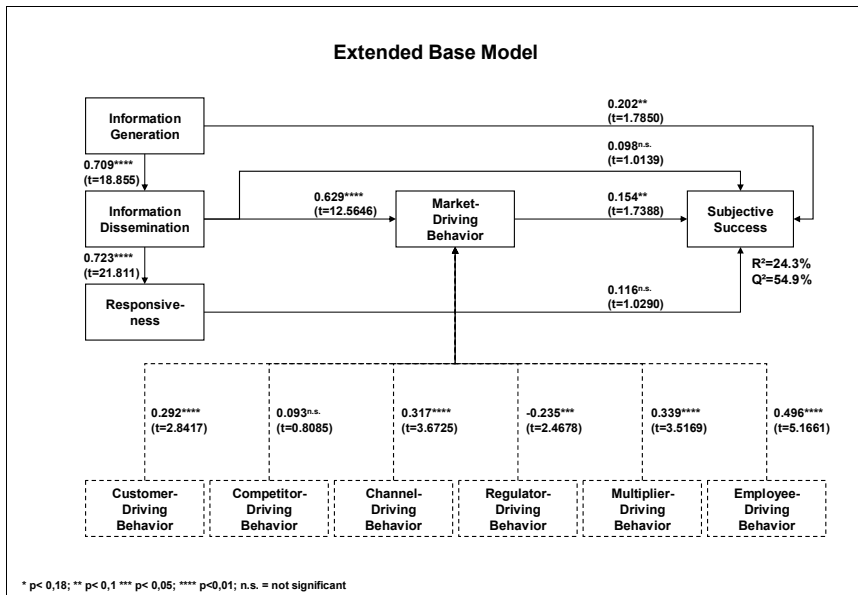 Extended Base Model
Information
Generation
0.202**
(t=1.7850)
0.098n.s.
(t=1.0139)
0.709****
(t=18.855)
Information
Dissemination
0.629****
(t=12.5646)
Market-
Driving
Behavior
0.154**
(t=1.7388)
Subjective
Success
0.723****
(t=21.811)
R²=24.3%
Q²=54.9%
Responsive-
ness
0.116n.s.
(t=1.0290)
0.292****
(t=2.8417)
0.093n.s.
(t=0.8085)
0.317****
(t=3.6725)
-0.235***
(t=2.4678)
0.339****
(t=3.5169)
0.496****
(t=5.1661)
Customer-
Driving
Behavior
Competitor-
Driving
Behavior
Channel-
Driving
Behavior
Regulator-
Driving
Behavior
Multiplier-
Driving
Behavior
Employee-
Driving
Behavior
* p< 0,18; ** p< 0,1 *** p< 0,05; **** p<0,01; n.s. = not significant